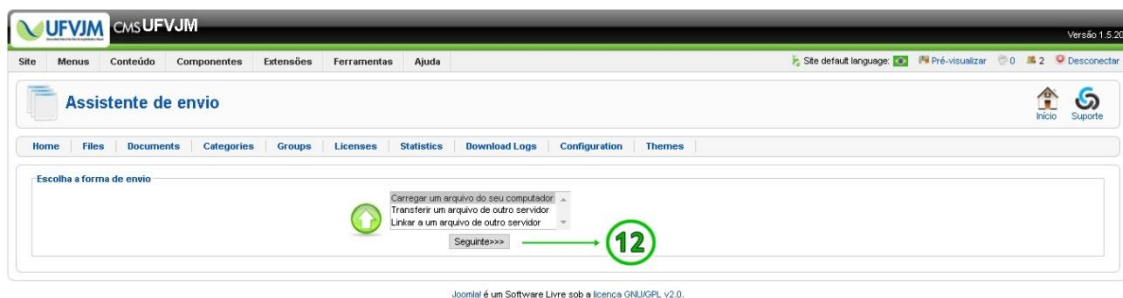 UFVJM CMS UFVJM
Versão 1.5.20
Site Menus Conteúdo Componentes Extensões Ferramentas Ajuda Site default language: Pré-visualizar 0 2 Desconectar
Assistente de envio
Início Suporte
Home Files Documents Categories Groups Licenses Statistics Download Logs Configuration Themes
Escolha a forma de envio
Carregar um arquivo do seu computador
Transferir um arquivo de outro servidor
Linkar a um arquivo de outro servidor
Seguinte>>> 12
Joomla! é um Software Livre sob a licença GNU/GPL v2.0.